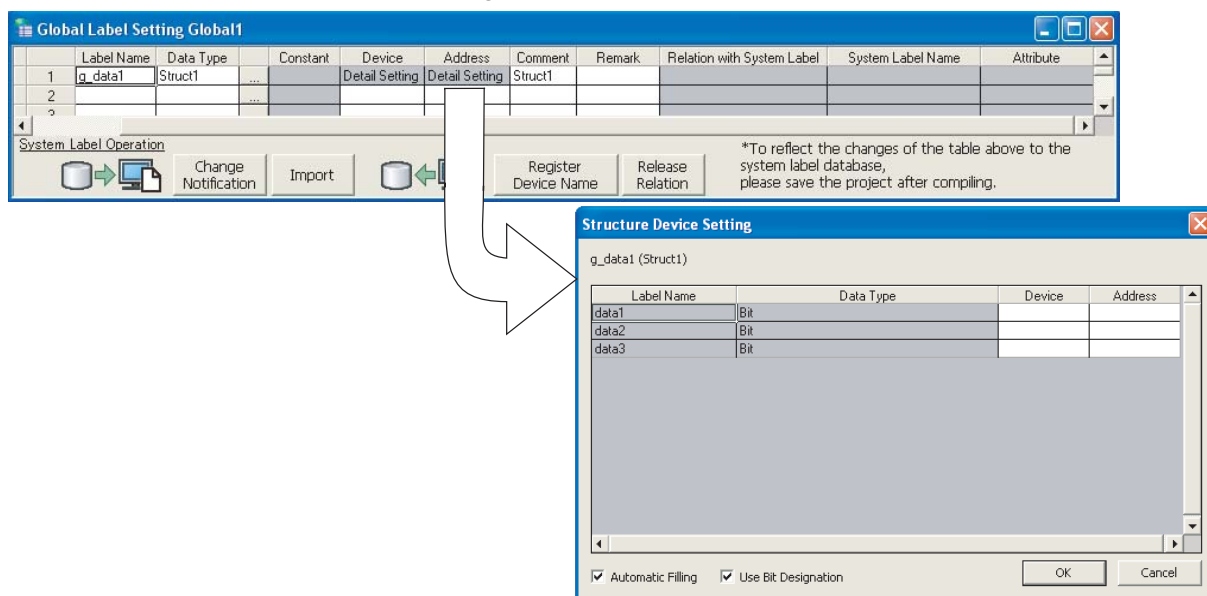 Global Label Setting Global1
Label Name Data Type Constant Device Address Comment Remark Relation with System Label System Label Name Attribute
1 g_data1 Struct1 ... Detail Setting Detail Setting Struct1
2 ...
System Label Operation
Change Notification
Import
Register Device Name
Release Relation
*To reflect the changes of the table above to the
system label database,
please save the project after compiling.
Structure Device Setting
g_data1 (Struct1)
Label Name Data Type Device Address
data1 Bit
data2 Bit
data3 Bit
Automatic Filling Use Bit Designation OK Cancel